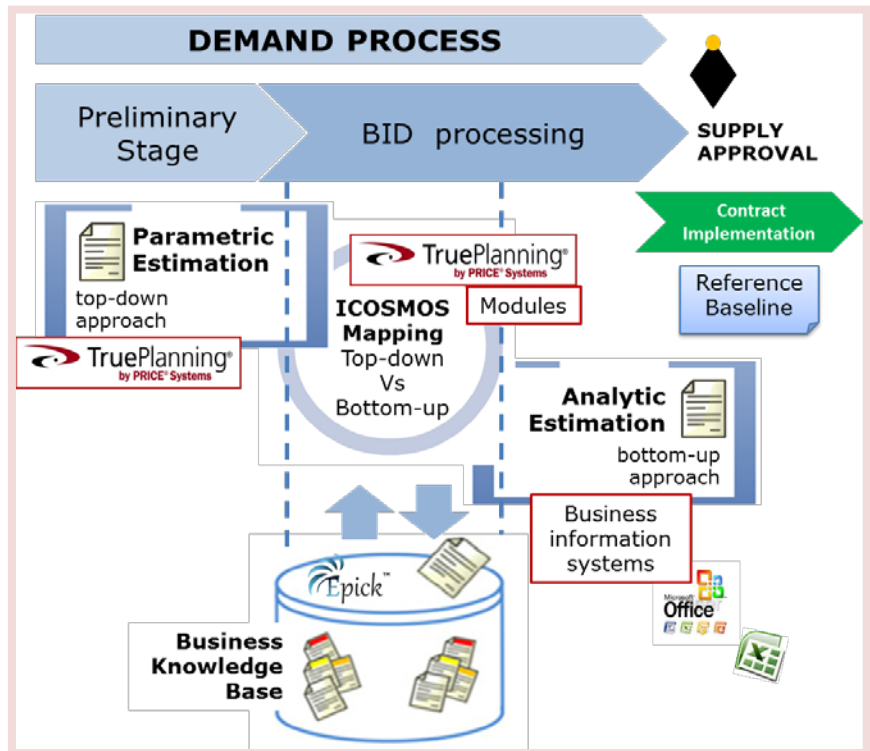 DEMAND PROCESS
Preliminary
Stage
BID processing
SUPPLY
APPROVAL
Contract
Implementation
Reference
Baseline
Parametric
Estimation
top-down
approach
TruePlanning®
by PRICE® Systems
TruePlanning®
by PRICE® Systems
Modules
ICOSMOS
Mapping
Top-down
Vs
Bottom-up
Analytic
Estimation
bottom-up
approach
Business
information
systems
Microsoft
Office
Epick™
Business
Knowledge
Base